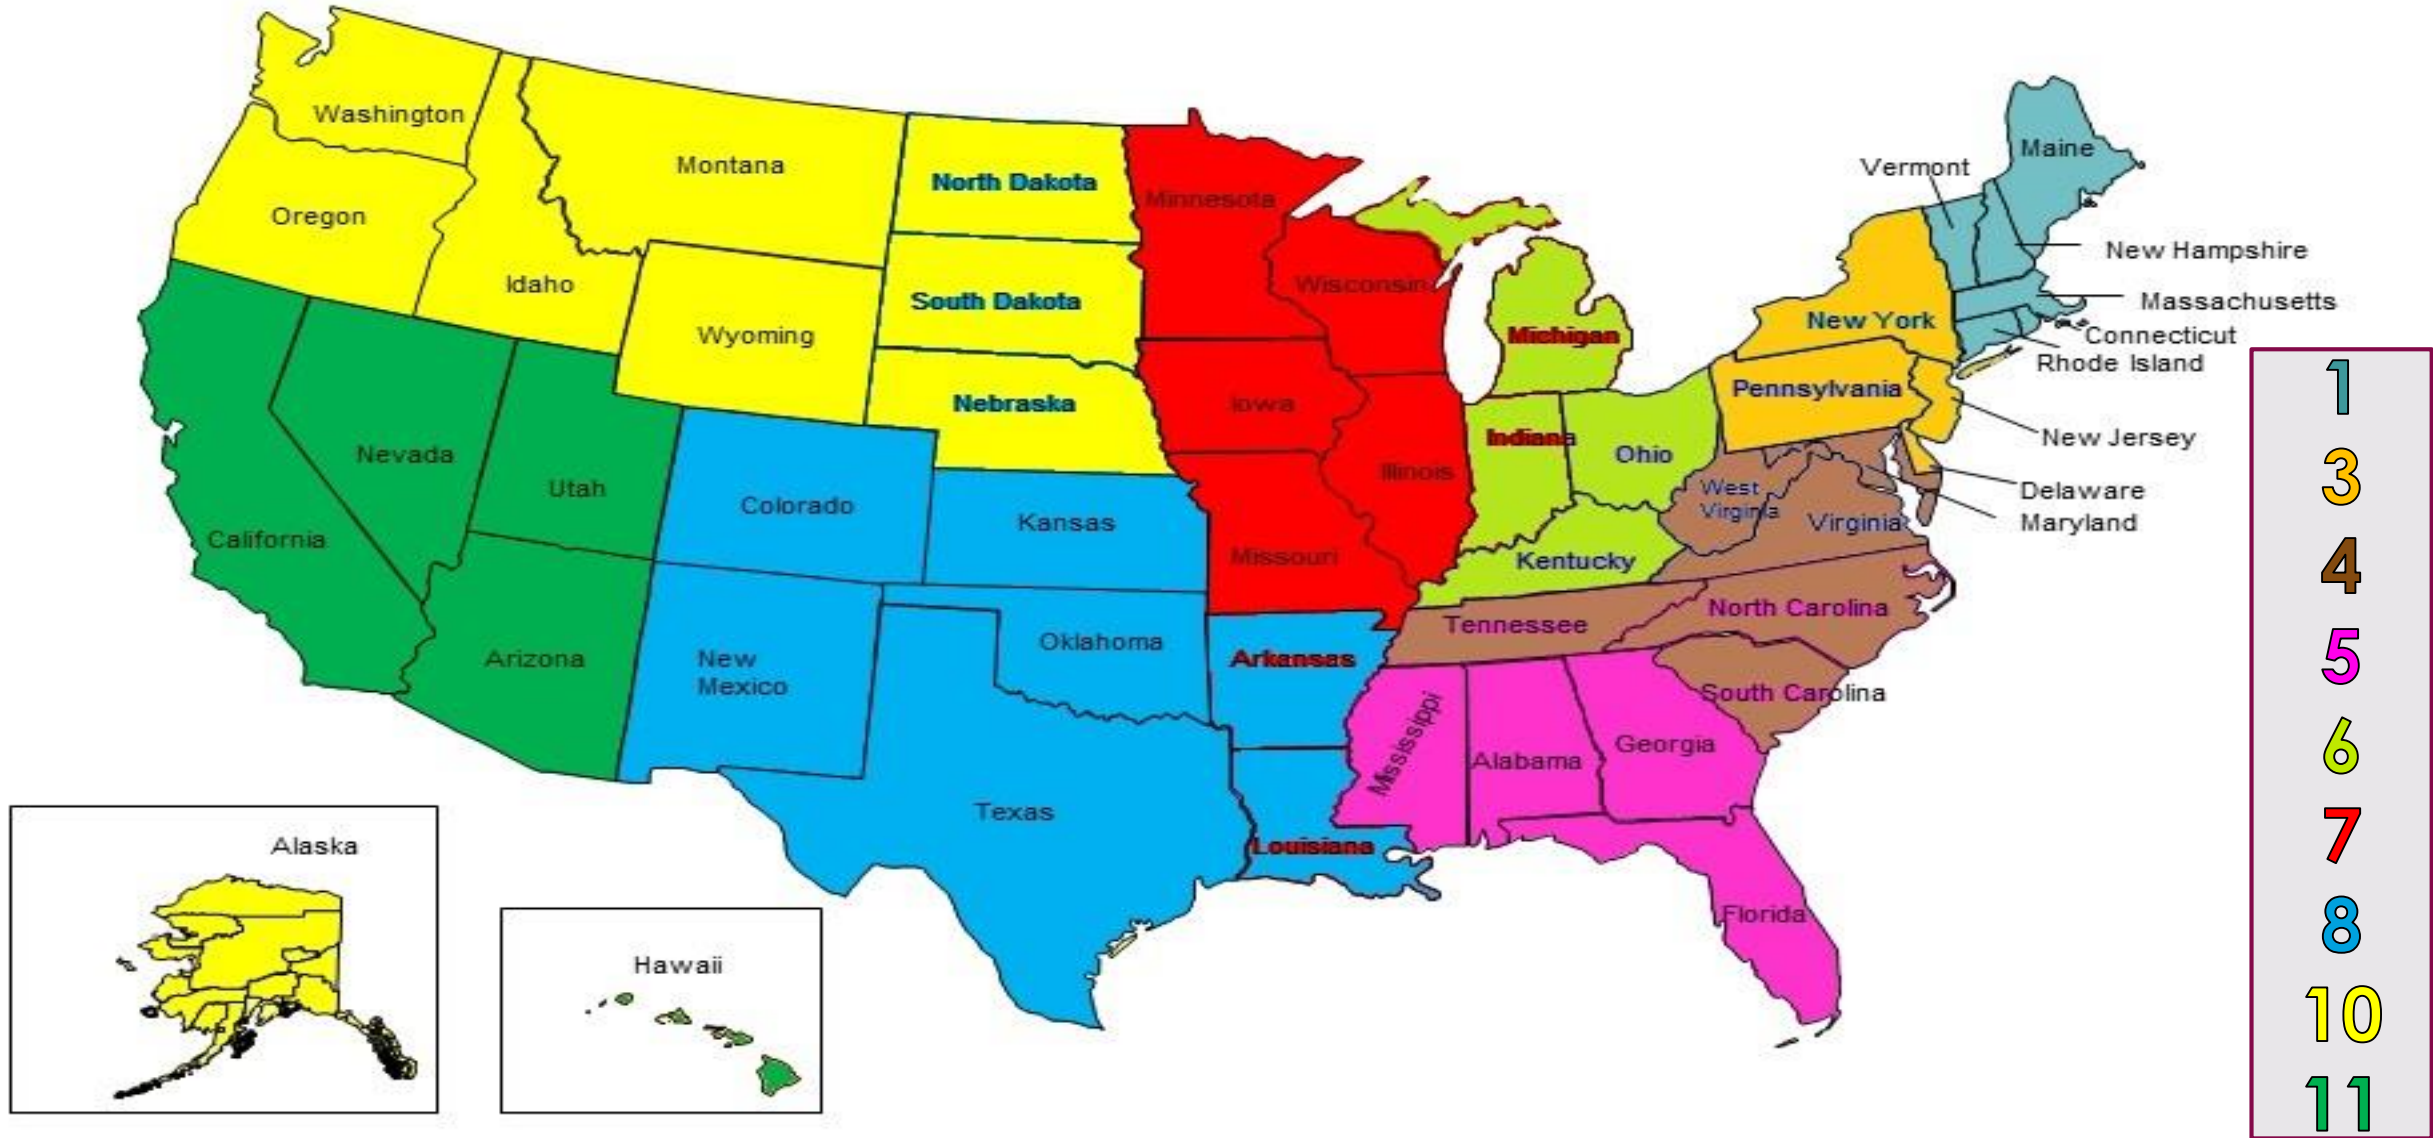 Washington
Montana
North Dakota
Minnesota
Vermont
Maine
Oregon
Idaho
South Dakota
Wisconsin
New Hampshire
Wyoming
Michigan
New York
Massachusetts
Connecticut
Rhode Island
Nebraska
Iowa
Pennsylvania
New Jersey
Nevada
Utah
Colorado
Kansas
Illinois
Indiana
Ohio
West
Virginia
Virginia
Delaware
Maryland
California
Missouri
Kentucky
Arizona
New
Mexico
Oklahoma
Arkansas
Tennessee
North Carolina
South Carolina
Texas
Louisiana
Mississippi
Alabama
Georgia
Florida
Alaska
Hawaii
1
3
4
5
6
7
8
10
11